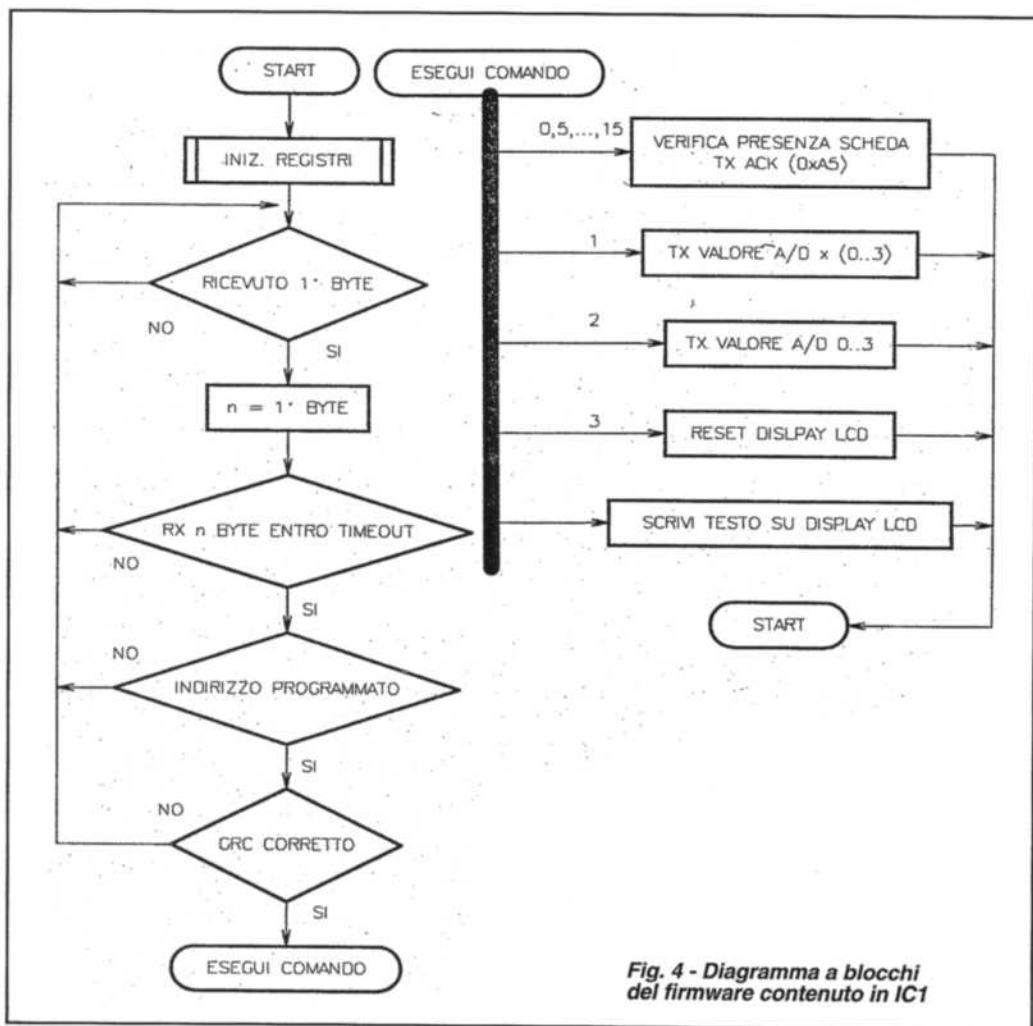 START
INIZ. REGISTRI
RICEVUTO 1° BYTE
NO
SI
n = 1° BYTE
RX n BYTE ENTRO TIMEOUT
NO
SI
NO
INDIRIZZO PROGRAMMATO
SI
NO
CRC CORRETTO
SI
ESEGUI COMANDO
ESEGUI COMANDO
0,5,...,15
VERIFICA PRESENZA SCHEDA
TX ACK (0xA5)
1
TX VALORE A/D x (0...3)
2
TX VALORE A/D 0...3
3
RESET DISLPAY LCD
SCRIVI TESTO SU DISPLAY LCD
START
Fig. 4 - Diagramma a blocchi
del firmware contenuto in IC1